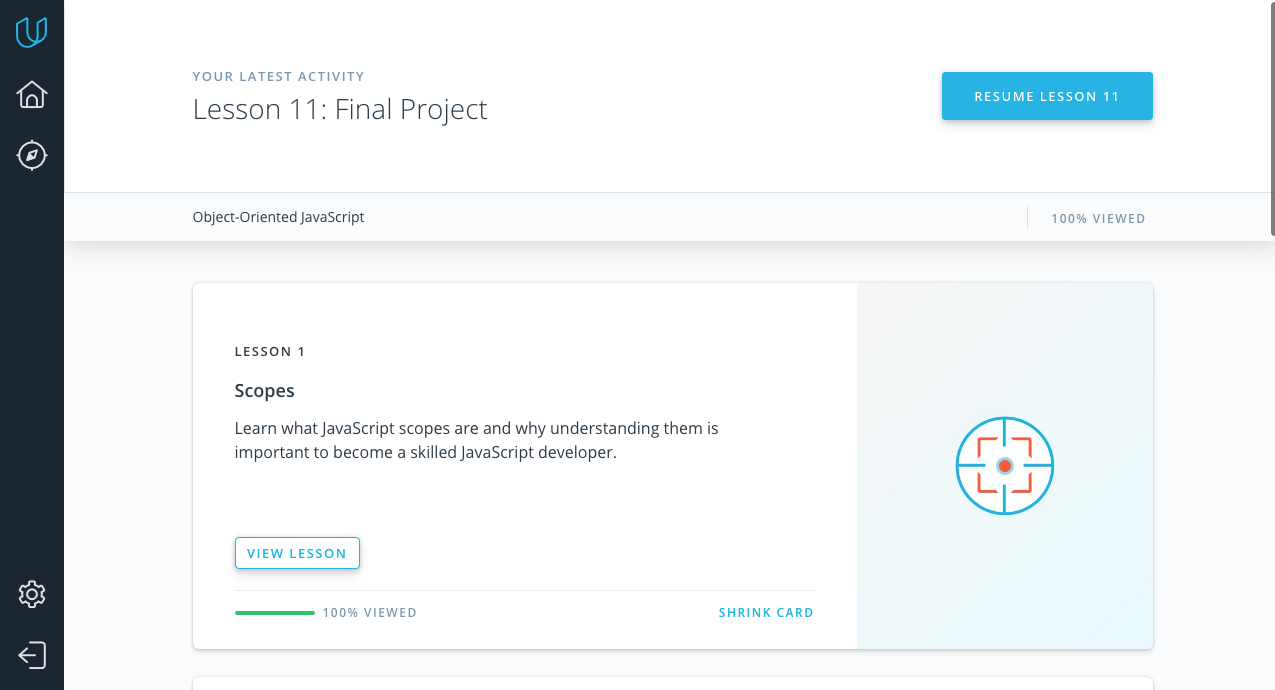 YOUR LATEST ACTIVITY
Lesson 11: Final Project
RESUME LESSON 11
Object-Oriented JavaScript
100% VIEWED
LESSON 1
Scopes
Learn what JavaScript scopes are and why understanding them is
important to become a skilled JavaScript developer.
VIEW LESSON
100% VIEWED
SHRINK CARD